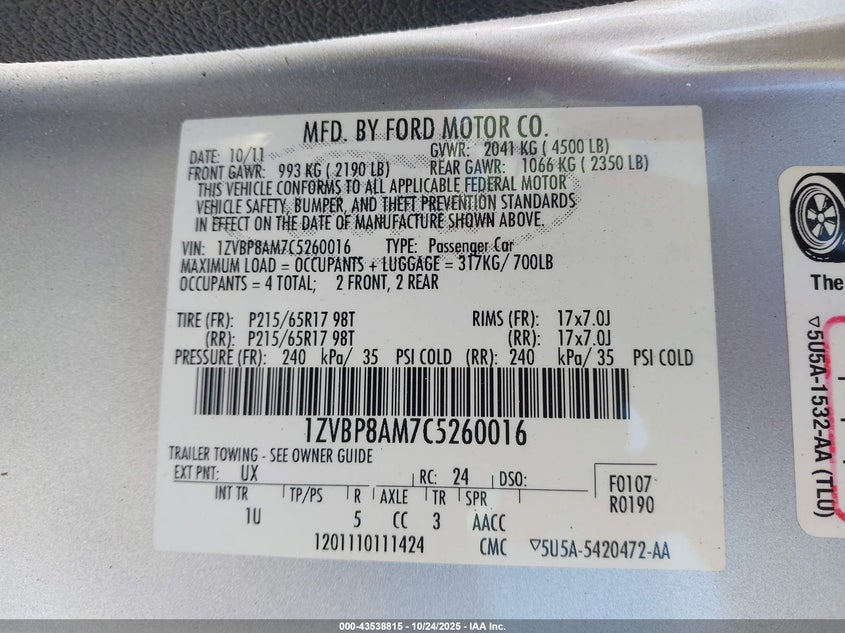 MFD. BY FORD MOTOR CO.
DATE: 10/11 GVWR: 2041 KG ( 4500 LB)
FRONT GAWR: 993 KG ( 2190 LB) REAR GAWR: 1066 KG ( 2350 LB)
THIS VEHICLE CONFORMS TO ALL APPLICABLE FEDERAL MOTOR
VEHICLE SAFETY, BUMPER, AND THEFT PREVENTION STANDARDS
IN EFFECT ON THE DATE OF MANUFACTURE SHOWN ABOVE.
VIN: 1ZVBP8AM7C5260016 TYPE: Passenger Car
MAXIMUM LOAD = OCCUPANTS + LUGGAGE = 317KG/ 700LB
OCCUPANTS = 4 TOTAL; 2 FRONT, 2 REAR
TIRE (FR): P215/65R17 98T RIMS (FR): 17x7.0J
(RR): P215/65R17 98T (RR): 17x7.0J
PRESSURE (FR): 240 kPa/ 35 PSI COLD (RR): 240 kPa/ 35 PSI COLD
1ZVBP8AM7C5260016
TRAILER TOWING - SEE OWNER GUIDE
EXT PNT: UX RC: 24 DSO: F0107
INT TR TP/PS R AXLE TR SPR R0190
1U 5 CC 3 AACC
1201110111424 CMC ▽5U5A-5420472-AA
The
▽5U5A-1532-AA (TLU)
000-43538815 - 10/24/2025 - IAA Inc.